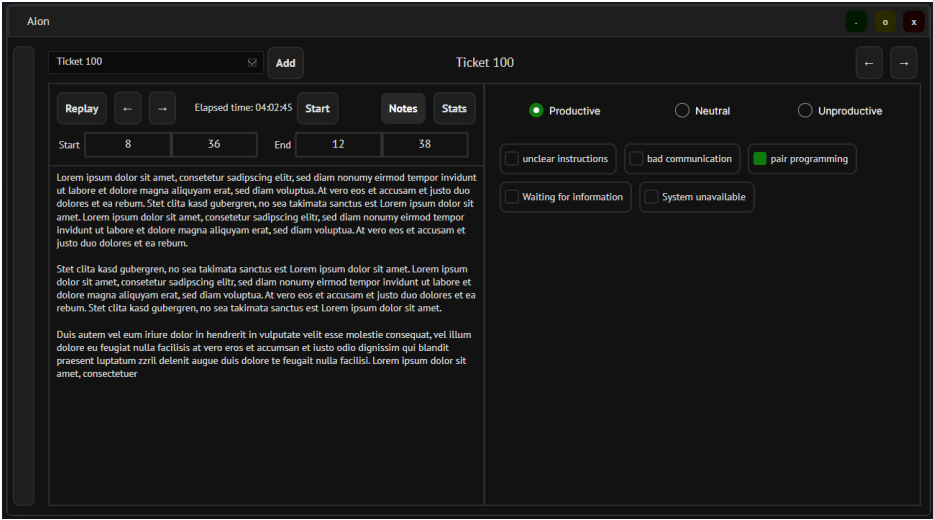 Aion
- o x
Ticket 100 Add Ticket 100 ← →
Replay ← → Elapsed time: 04:02:45 Start Notes Stats
Productive Neutral Unproductive
Start 8 36 End 12 38
unclear instructions bad communication pair programming
Waiting for information System unavailable
Lorem ipsum dolor sit amet, consetetur sadipscing elitr, sed diam nonumy eirmod tempor invidunt
ut labore et dolore magna aliquyam erat, sed diam voluptua. At vero eos et accusam et justo duo
dolores et ea rebum. Stet clita kasd gubergren, no sea takimata sanctus est Lorem ipsum dolor sit
amet. Lorem ipsum dolor sit amet, consetetur sadipscing elitr, sed diam nonumy eirmod tempor
invidunt ut labore et dolore magna aliquyam erat, sed diam voluptua. At vero eos et accusam et
justo duo dolores et ea rebum.
Stet clita kasd gubergren, no sea takimata sanctus est Lorem ipsum dolor sit amet. Lorem ipsum
dolor sit amet, consetetur sadipscing elitr, sed diam nonumy eirmod tempor invidunt ut labore et
dolore magna aliquyam erat, sed diam voluptua. At vero eos et accusam et justo duo dolores et ea
rebum. Stet clita kasd gubergren, no sea takimata sanctus est Lorem ipsum dolor sit amet.
Duis autem vel eum iriure dolor in hendrerit in vulputate velit esse molestie consequat, vel illum
dolore eu feugiat nulla facilisis at vero eros et accumsan et iusto odio dignissim qui blandit
praesent luptatum zzril delenit augue duis dolore te feugait nulla facilisi. Lorem ipsum dolor sit
amet, consectetuer